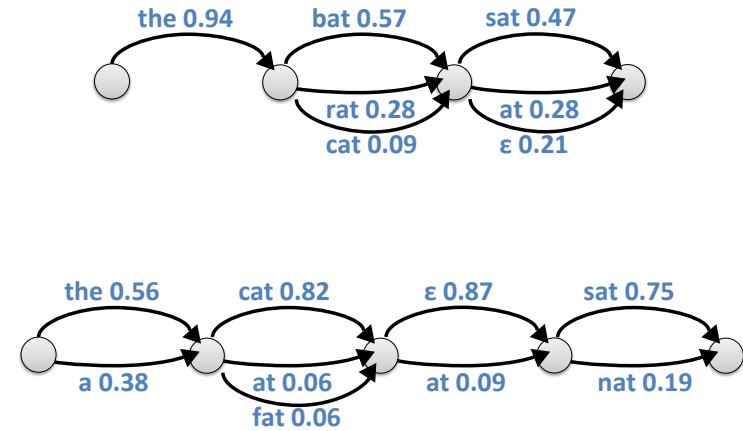 the 0.94 bat 0.57 sat 0.47
rat 0.28 at 0.28
cat 0.09 ε 0.21
the 0.56 cat 0.82 ε 0.87 sat 0.75
a 0.38 at 0.06 at 0.09 nat 0.19
fat 0.06